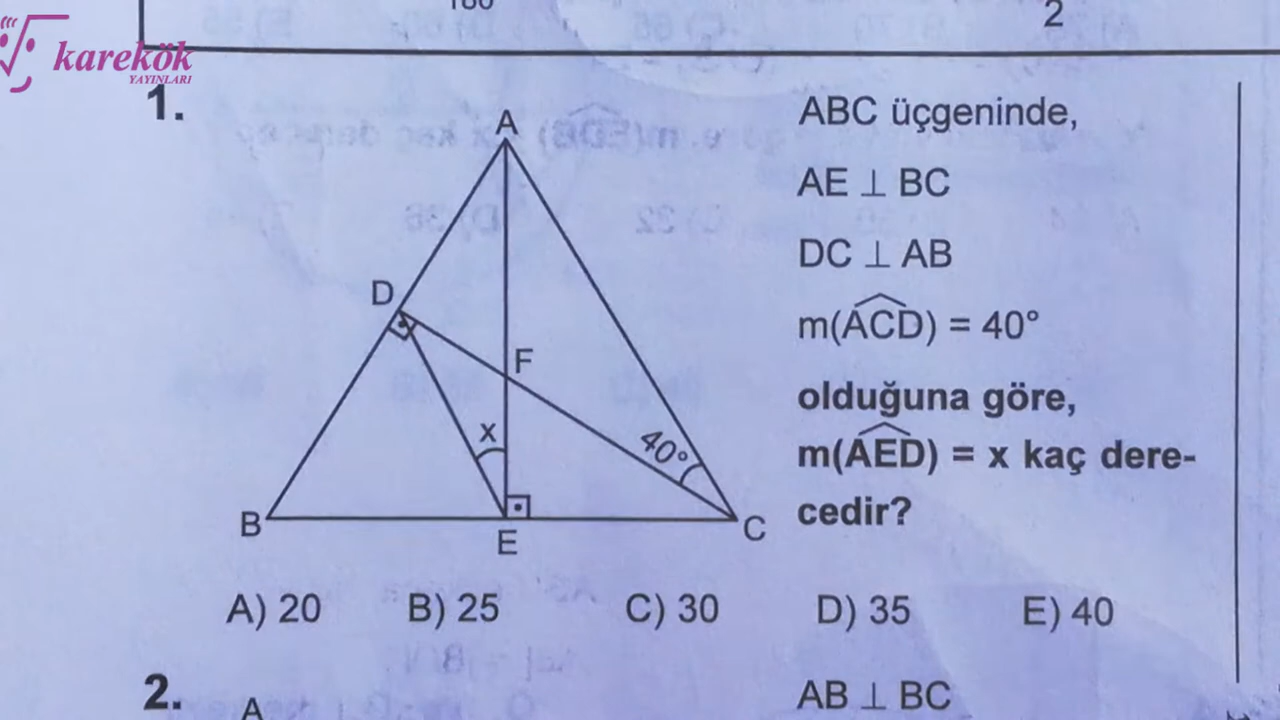 180
2
karekök
YAYINLARI
1.
ABC üçgeninde,
AE ⊥ BC
DC ⊥ AB
m(ACD) = 40°
olduğuna göre,
m(AED) = x kaç dere-
cedir?
A
D
F
x
40°
B
E
C
A) 20 B) 25 C) 30 D) 35 E) 40
2.
A
AB ⊥ BC